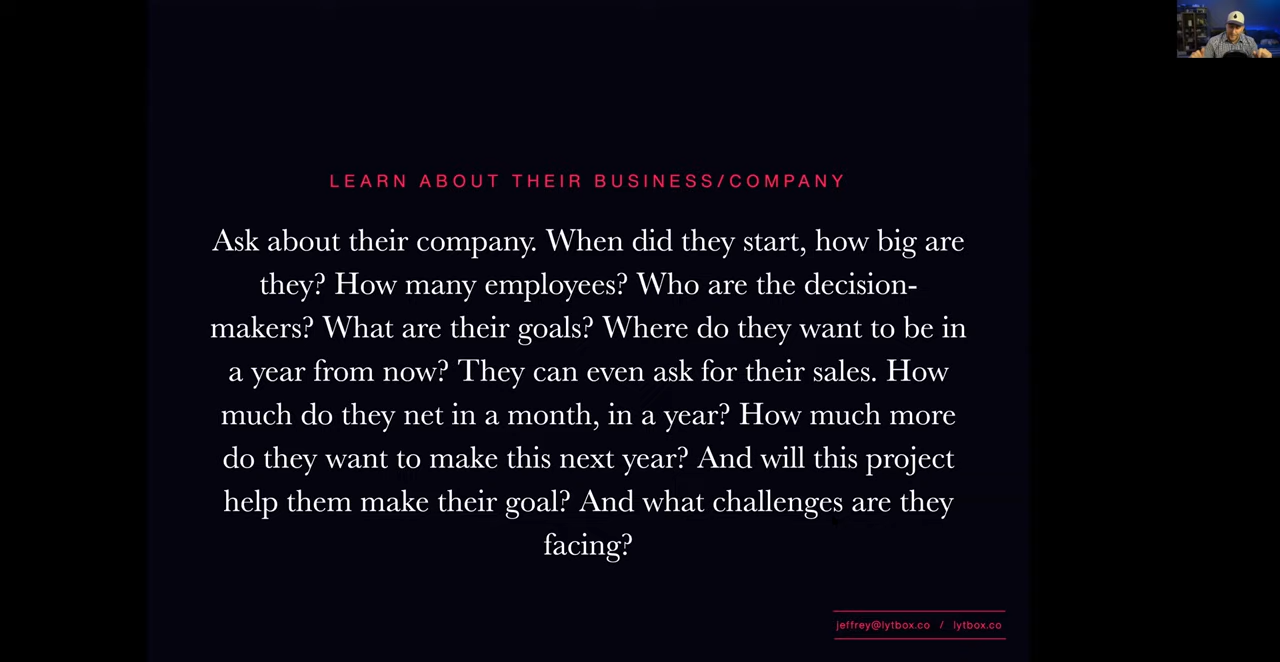 LEARN ABOUT THEIR BUSINESS/COMPANY
Ask about their company. When did they start, how big are
they? How many employees? Who are the decision-
makers? What are their goals? Where do they want to be in
a year from now? They can even ask for their sales. How
much do they net in a month, in a year? How much more
do they want to make this next year? And will this project
help them make their goal? And what challenges are they
facing?
jeffrey@lytbox.co / lytbox.co